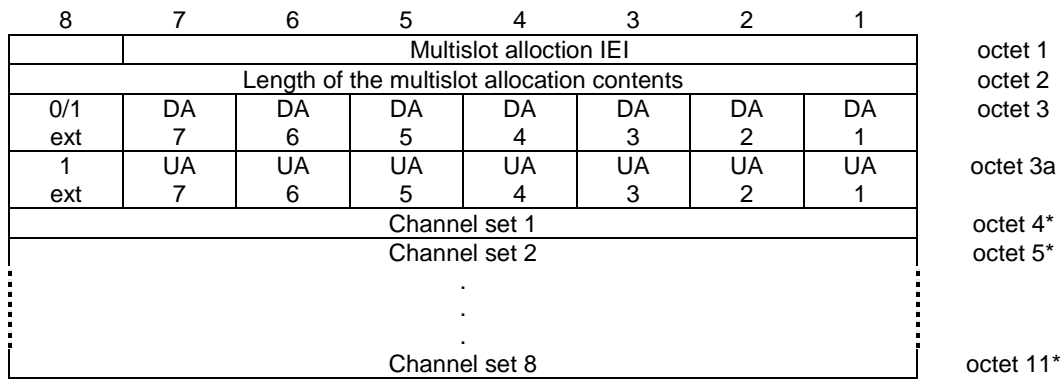 8 7 6 5 4 3 2 1
Multislot alloction IEI octet 1
Length of the multislot allocation contents octet 2
0/1 DA DA DA DA DA DA DA octet 3
ext 7 6 5 4 3 2 1
1 UA UA UA UA UA UA UA octet 3a
ext 7 6 5 4 3 2 1
Channel set 1 octet 4*
Channel set 2 octet 5*
.
.
.
Channel set 8 octet 11*